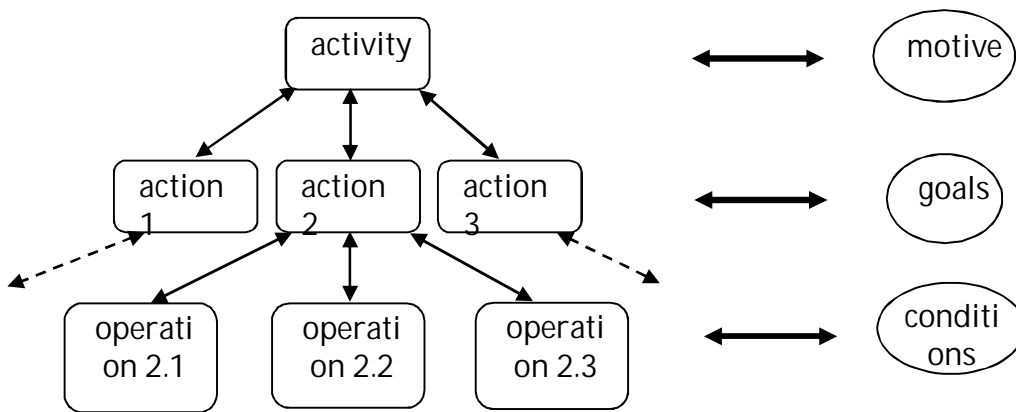 activity
motive
action
1
action
2
action
3
goals
operati
on 2.1
operati
on 2.2
operati
on 2.3
conditi
ons